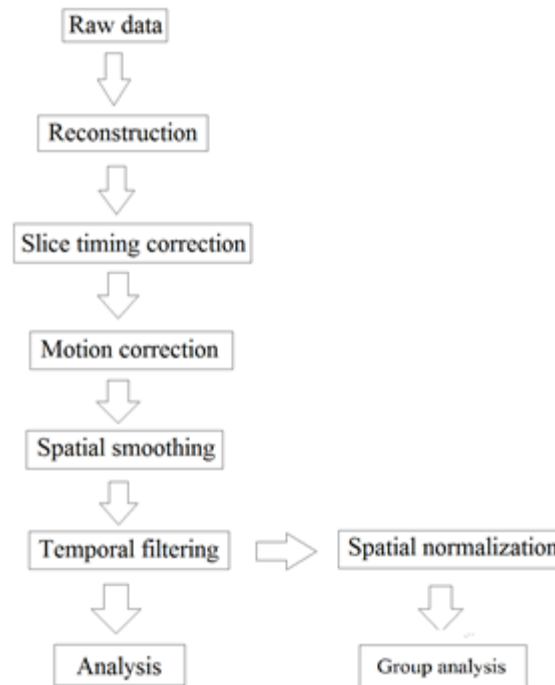 Raw data
Reconstruction
Slice timing correction
Motion correction
Spatial smoothing
Temporal filtering
Spatial normalization
Analysis
Group analysis